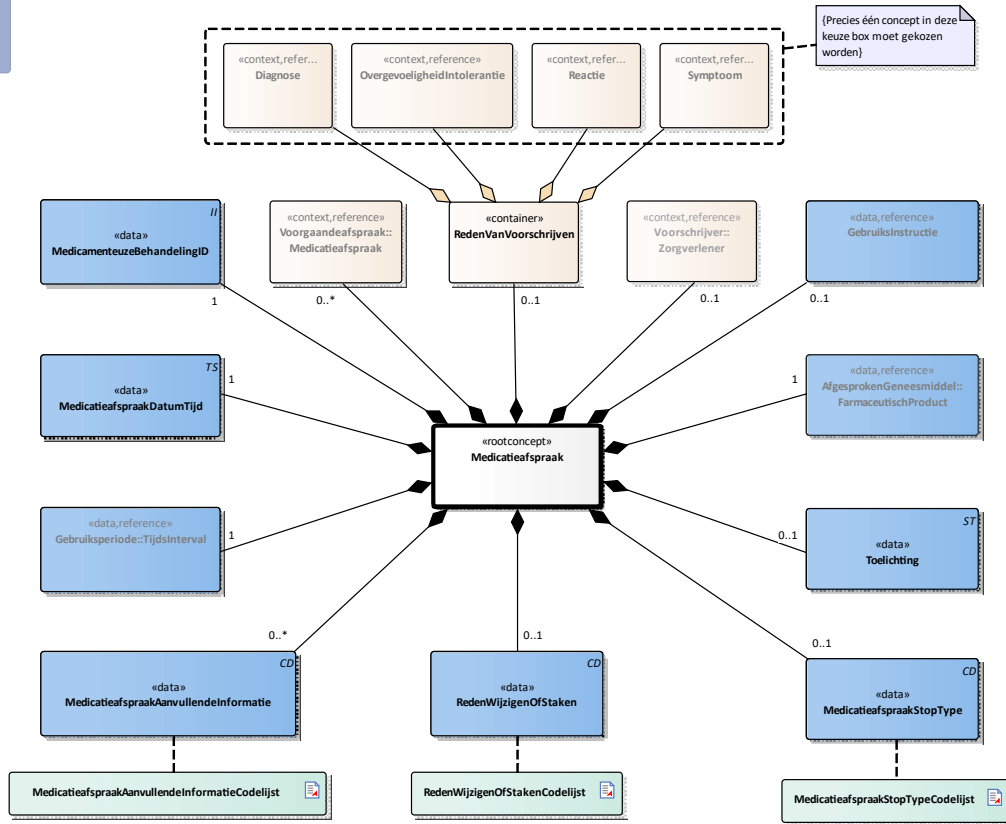 {Precies één concept in deze
keuze box moet gekozen
worden}
«context,refer...
Diagnose
«context,reference»
OvergevoeligheidIntolerantie
«context,refer...
Reactie
«context,refer...
Symptoom
II
«data»
MedicamenteuzeBehandelingID
«context,reference»
Voorgaandeafspraak::
Medicatieafspraak
«container»
RedenVanVoorschrijven
«context,reference»
Voorschrijver::
Zorgverlener
«data,reference»
GebruiksInstructie
1
0..*
0..1
0..1
0..1
TS
«data»
MedicatieafspraakDatumTijd
1
1
«data,reference»
AfgesprokenGeneesmiddel::
FarmaceutischProduct
«rootconcept»
Medicatieafspraak
«data,reference»
Gebruiksperiode::TijdsInterval
1
0..1
ST
«data»
Toelichting
0..*
0..1
0..1
CD
«data»
MedicatieafspraakAanvullendeInformatie
CD
«data»
RedenWijzigenOfStaken
CD
«data»
MedicatieafspraakStopType
MedicatieafspraakAanvullendeInformatieCodelijst
RedenWijzigenOfStakenCodelijst
MedicatieafspraakStopTypeCodelijst